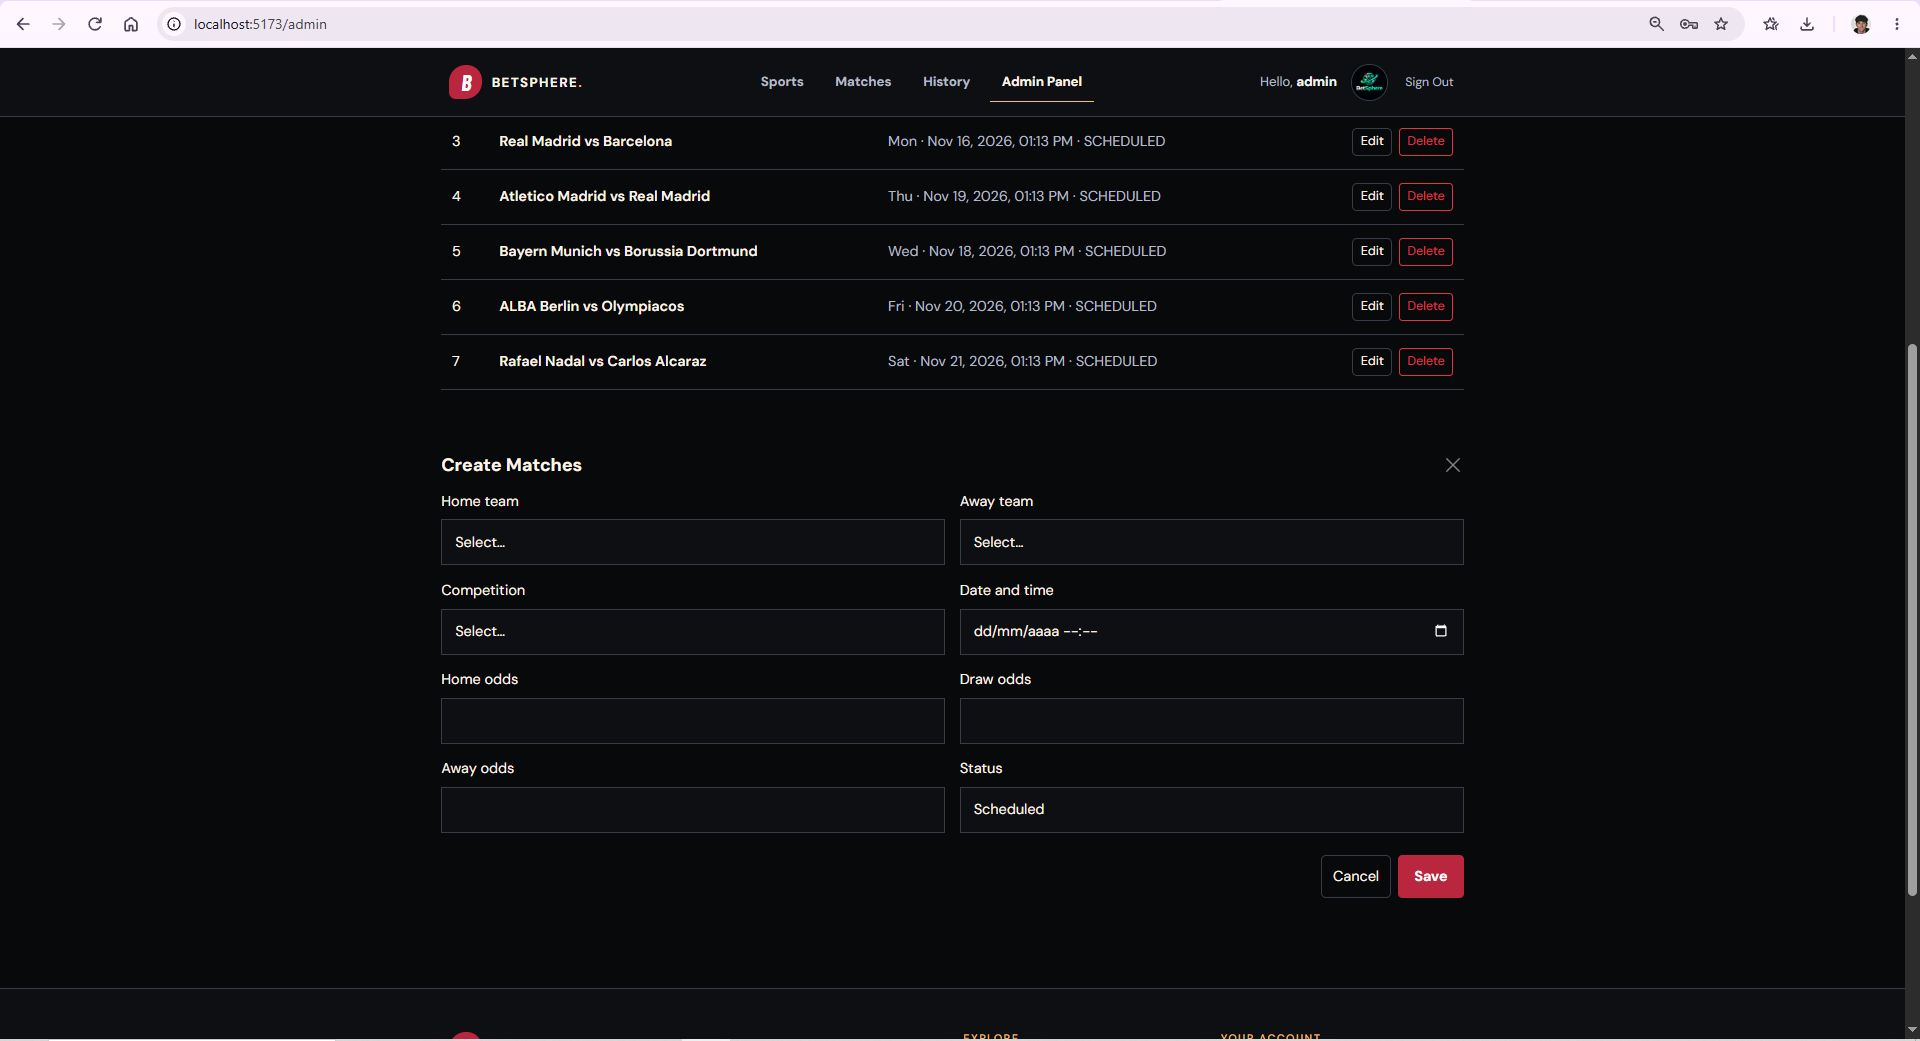 localhost:5173/admin
B BETSPHERE. Sports Matches History Admin Panel Hello, admin BetSphere Sign Out
3 Real Madrid vs Barcelona Mon · Nov 16, 2026, 01:13 PM · SCHEDULED Edit Delete
4 Atletico Madrid vs Real Madrid Thu · Nov 19, 2026, 01:13 PM · SCHEDULED Edit Delete
5 Bayern Munich vs Borussia Dortmund Wed · Nov 18, 2026, 01:13 PM · SCHEDULED Edit Delete
6 ALBA Berlin vs Olympiacos Fri · Nov 20, 2026, 01:13 PM · SCHEDULED Edit Delete
7 Rafael Nadal vs Carlos Alcaraz Sat · Nov 21, 2026, 01:13 PM · SCHEDULED Edit Delete
Create Matches
Home team Away team
Select... Select...
Competition Date and time
Select... dd/mm/aaaa --:--
Home odds Draw odds
Away odds Status
Scheduled
Cancel Save
EXPLORE YOUR ACCOUNT